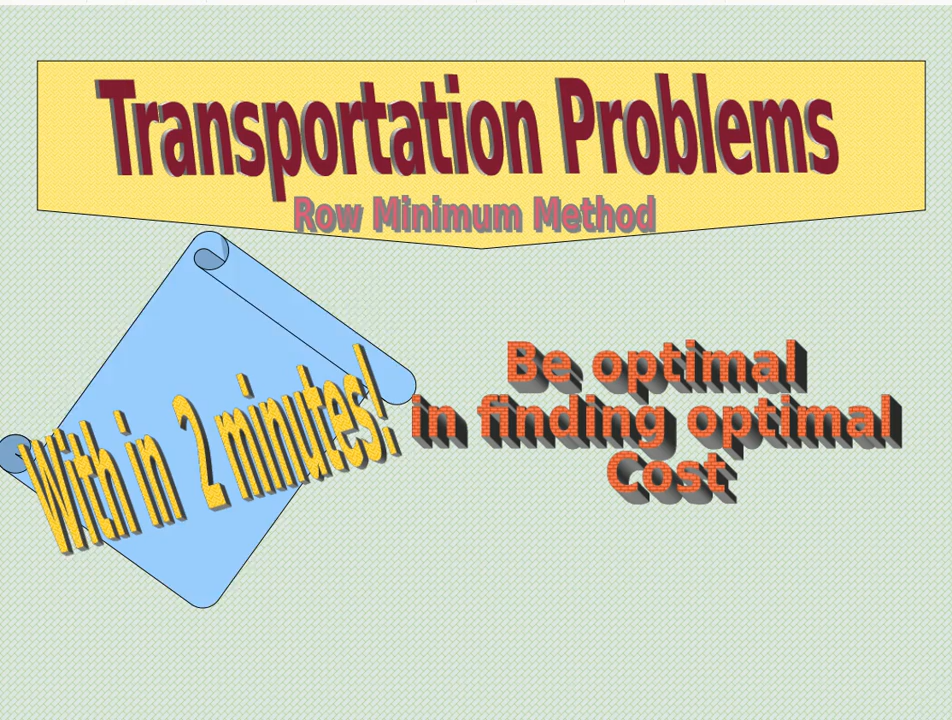 Transportation Problems
Row Minimum Method
With in 2 minutes!
Be optimal
in finding optimal
Cost